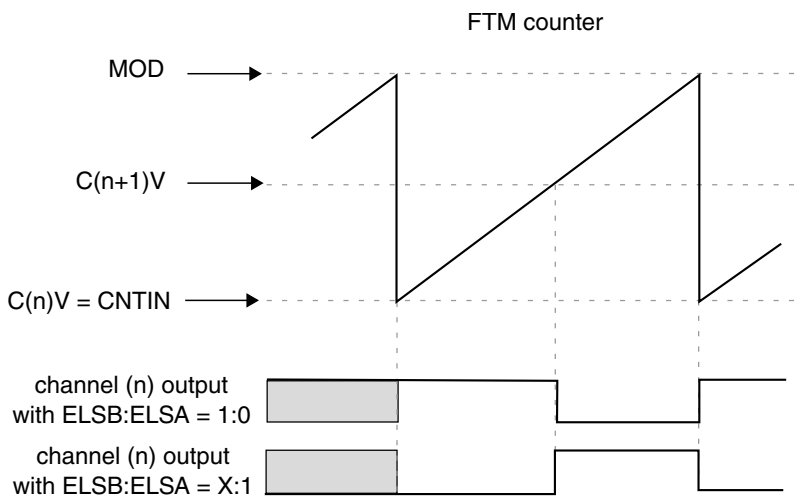 FTM counter
MOD
C(n+1)V
C(n)V = CNTIN
channel (n) output
with ELSB:ELSA = 1:0
channel (n) output
with ELSB:ELSA = X:1